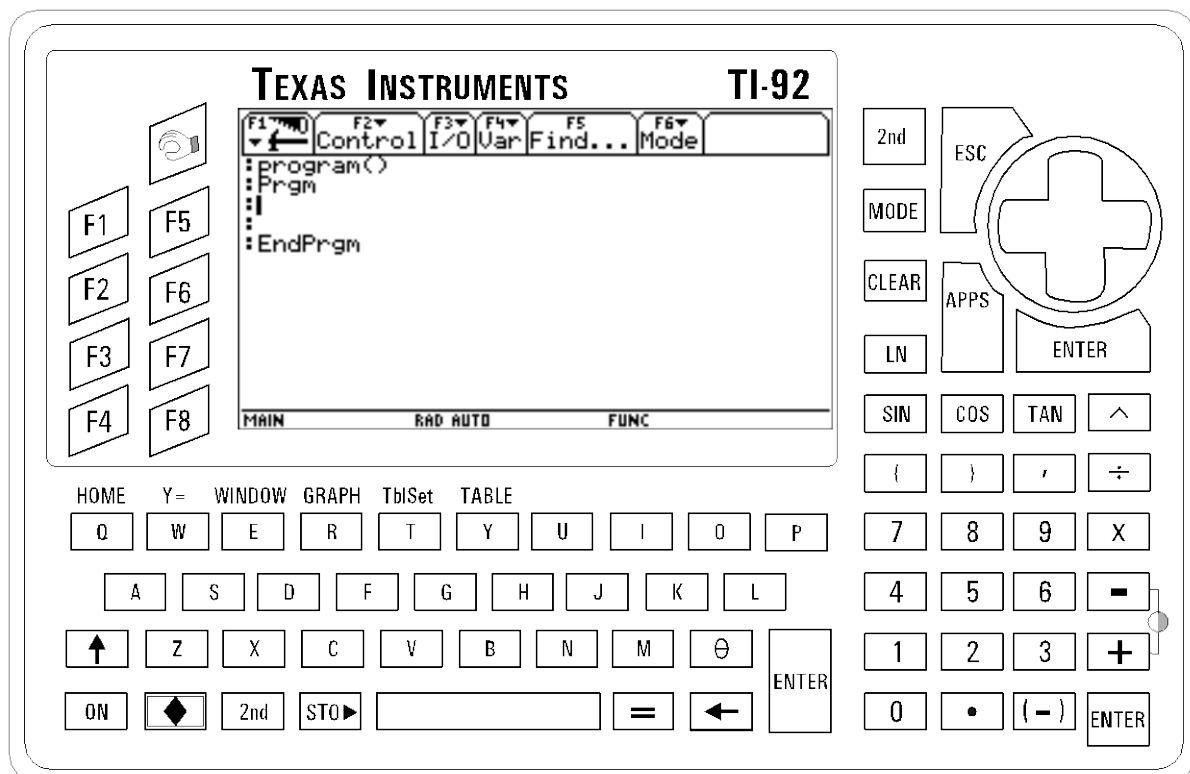 TEXAS INSTRUMENTS TI-92
F1 F2 Control F3 I/O F4 Var F5 Find... F6 Mode
:program()
:Prgm
:
:
:EndPrgm
MAIN RAD AUTO FUNC
F1 F5
F2 F6
F3 F7
F4 F8
2nd ESC
MODE
CLEAR APPS
LN ENTER
SIN COS TAN ^
( ) , ÷
7 8 9 X
4 5 6 -
1 2 3 +
0 • (-) ENTER
HOME Y= WINDOW GRAPH TblSet TABLE
Q W E R T Y U I O P
A S D F G H J K L
↑ Z X C V B N M θ ENTER
ON ♦ 2nd STO► = ←